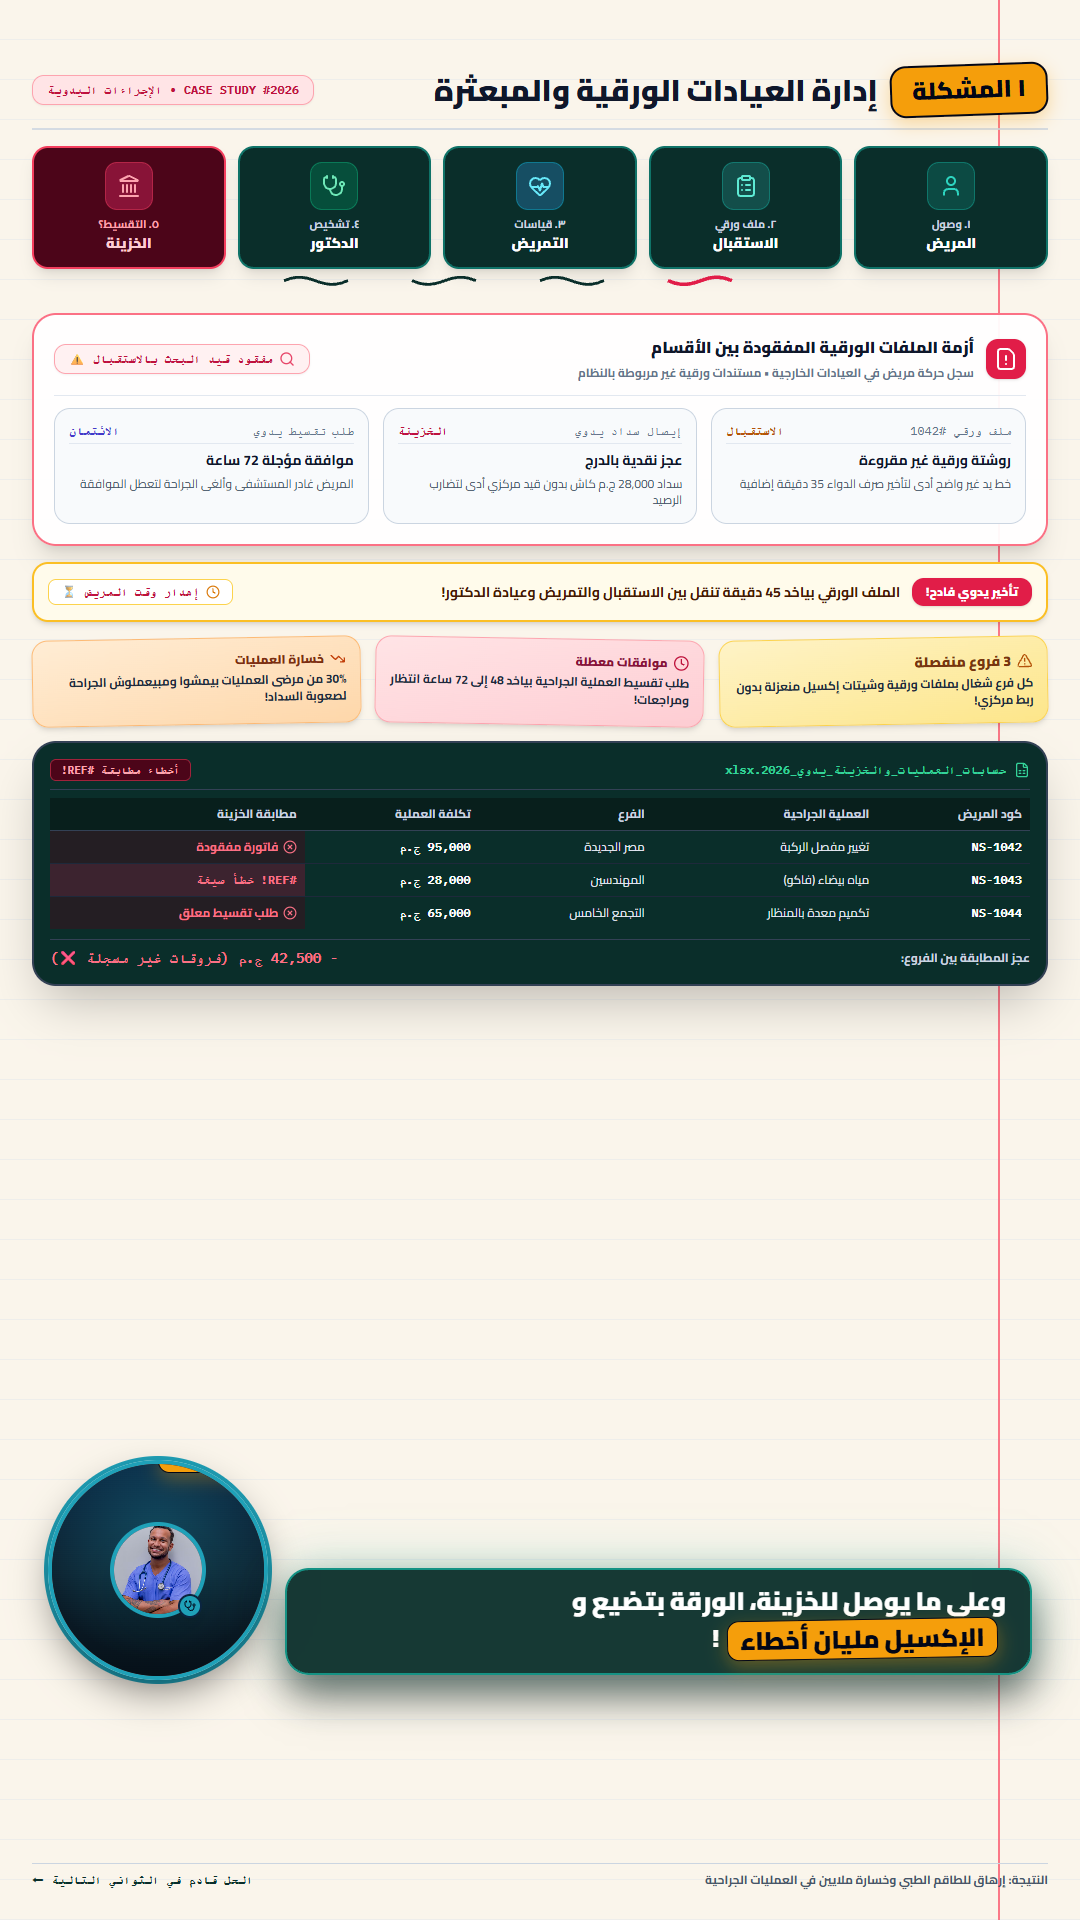 ١ المشكلة
إدارة العيادات الورقية والمبعثرة
CASE STUDY #2026 • الإجراءات اليدوية
١. وصول
المريض
٢. ملف ورقي
الاستقبال
٣. قياسات
التمريض
٤. تشخيص
الدكتور
٥. التقسيط؟
الخزينة
أزمة الملفات الورقية المفقودة بين الأقسام
سجل حركة مريض في العيادات الخارجية • مستندات ورقية غير مربوطة بالنظام
مفقود قيد البحث بالاستقبال ⚠️
ملف ورقي #1042
الاستقبال
روشتة ورقية غير مقروءة
خط يد غير واضح أدى لتأخير صرف الدواء 35 دقيقة إضافية
إيصال سداد يدوي
الخزينة
عجز نقدية بالدرج
سداد 28,000 ج.م كاش بدون قيد مركزي أدى لتضارب
الرصيد
طلب تقسيط يدوي
الائتمان
موافقة مؤجلة 72 ساعة
المريض غادر المستشفى وألغى الجراحة لتعطل الموافقة
تأخير يدوي فادح!
الملف الورقي بياخد 45 دقيقة تنقل بين الاستقبال والتمريض وعيادة الدكتور!
إهدار وقت المريض ⏳
3 فروع منفصلة
كل فرع شغال بملفات ورقية وشيتات إكسيل منعزلة بدون
ربط مركزي!
موافقات معطلة
طلب تقسيط العملية الجراحية بياخد 48 إلى 72 ساعة انتظار
ومراجعات!
خسارة العمليات
30% من مرضى العمليات بيمشوا ومبيعملوش الجراحة
لصعوبة السداد!
حسابات_العمليات_والخزينة_يدوي_2026.xlsx
أخطاء مطابقة #REF!
كود المريض العملية الجراحية الفرع تكلفة العملية مطابقة الخزينة
NS-1042 تغيير مفصل الركبة مصر الجديدة 95,000 ج.م فاتورة مفقودة
NS-1043 مياه بيضاء (فاكو) المهندسين 28,000 ج.م #REF! خطأ صيغة
NS-1044 تكميم معدة بالمنظار التجمع الخامس 65,000 ج.م طلب تقسيط معلق
عجز المطابقة بين الفروع:
- 42,500 ج.م (فروقات غير مسجلة ❌)
وعلى ما يوصل للخزينة، الورقة بتضيع و
الإكسيل مليان أخطاء !
النتيجة: إرهاق للطاقم الطبي وخسارة ملايين في العمليات الجراحية
الحل قادم في الثواني التالية ←